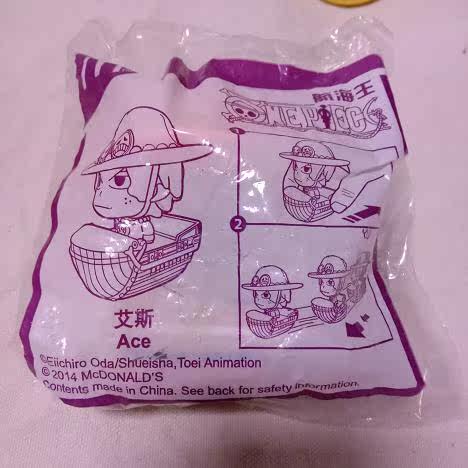 航海王
ONE PIECE
1
2
艾斯
Ace
©Eiichiro Oda/Shueisha,Toei Animation
© 2014 McDONALD'S
Contents made in China. See back for safety information.